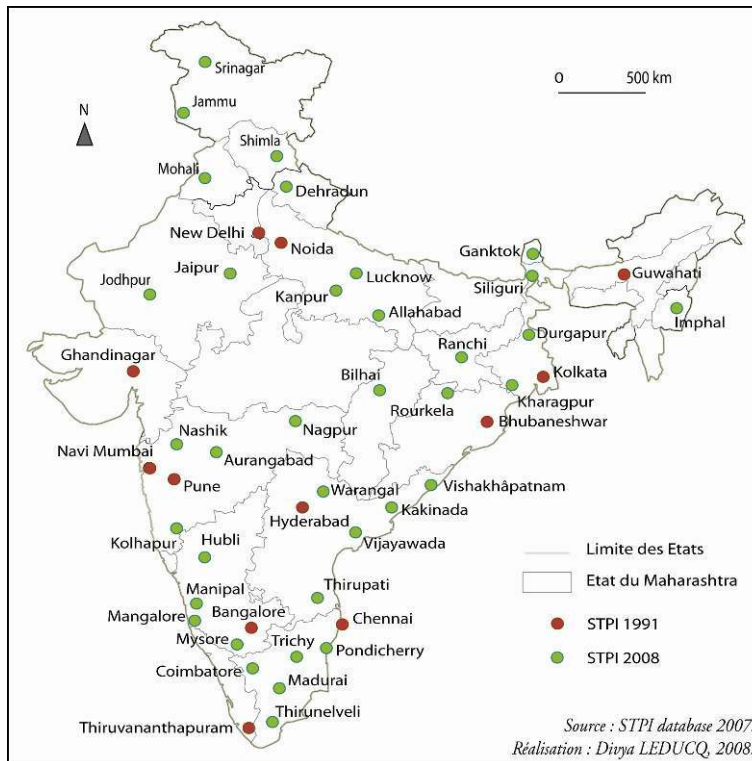 Srinagar
0 500 km
Jammu
N
Shimla
Mohali
Dehradun
New Delhi
Noida
Ganktok
Guwahati
Jaipur
Lucknow
Siliguri
Jodhpur
Kanpur
Allahabad
Imphal
Durgapur
Ranchi
Ghandinagar
Kolkata
Bilhai
Kharagpur
Rourkela
Bhubaneshwar
Nashik
Nagpur
Navi Mumbai
Aurangabad
Pune
Warangal
Vishakhâpatnam
Hyderabad
Kakinada
Kolhapur
Hubli
Vijayawada
Limite des Etats
Etat du Maharashtra
Manipal
Thirupati
Mangalore
Bangalore
Chennai
STPI 1991
Mysore
Trichy
Pondicherry
STPI 2008
Coimbatore
Madurai
Thirunelveli
Thiruvananthapuram
Source : STPI database 2007.
Réalisation : Divya LEDUCQ, 2008.